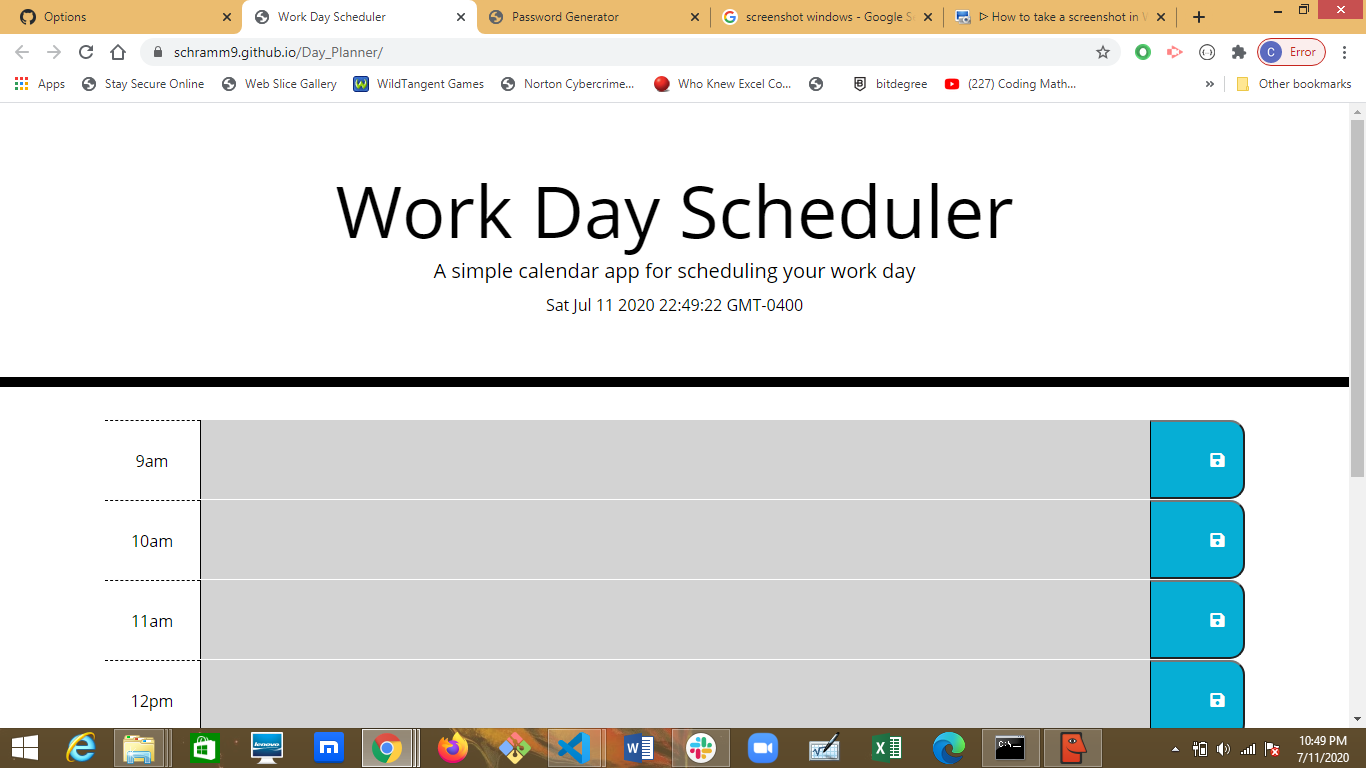 Options
Work Day Scheduler
Password Generator
screenshot windows - Google S
ᐅ How to take a screenshot in
schramm9.github.io/Day_Planner/
C Error
Apps
Stay Secure Online
Web Slice Gallery
WildTangent Games
Norton Cybercrime...
Who Knew Excel Co...
bitdegree
(227) Coding Math...
»
Other bookmarks
Work Day Scheduler
A simple calendar app for scheduling your work day
Sat Jul 11 2020 22:49:22 GMT-0400
9am
10am
11am
12pm
lenovo
10:49 PM
7/11/2020